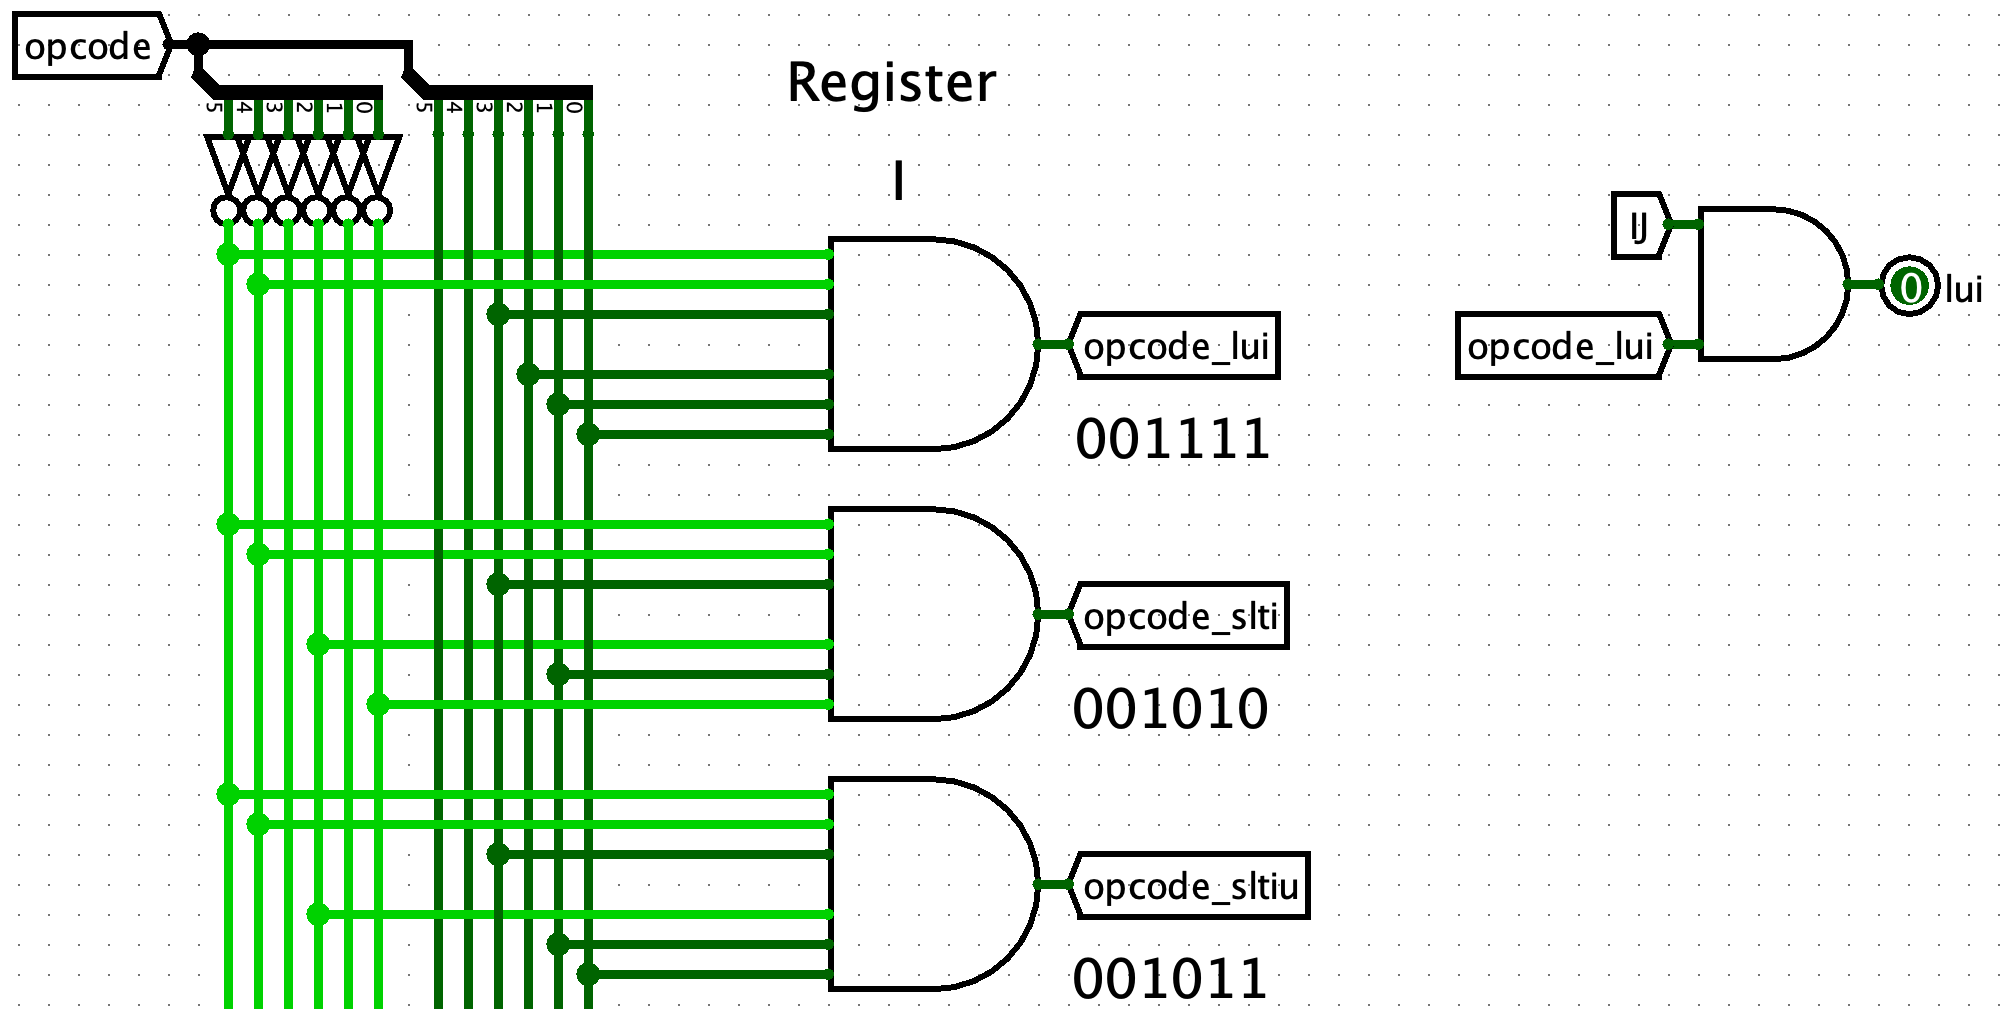 opcode
5 4 3 2 1 0
5 4 3 2 1 0
Register
I
IJ
0
lui
opcode_lui
opcode_lui
001111
opcode_slti
001010
opcode_sltiu
001011